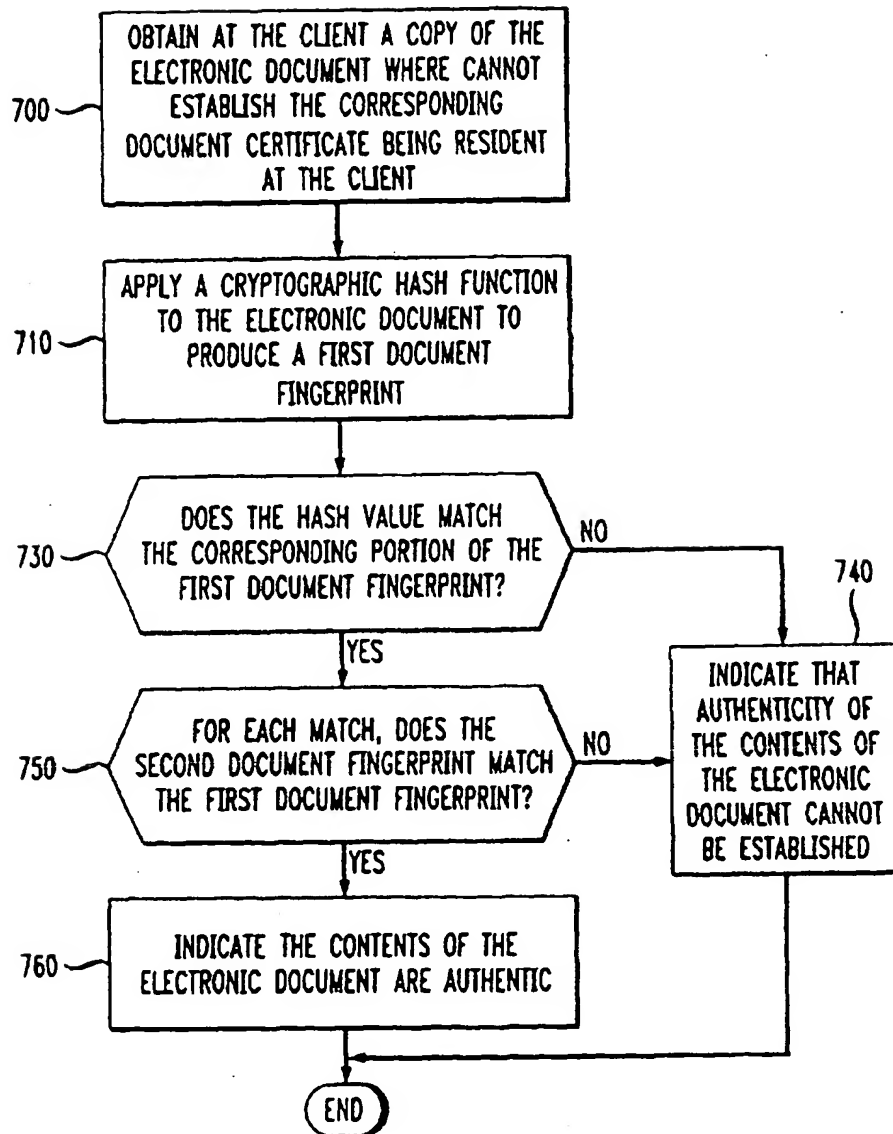 OBTAIN AT THE CLIENT A COPY OF THE
ELECTRONIC DOCUMENT WHERE CANNOT
ESTABLISH THE CORRESPONDING
DOCUMENT CERTIFICATE BEING RESIDENT
AT THE CLIENT
700
APPLY A CRYPTOGRAPHIC HASH FUNCTION
TO THE ELECTRONIC DOCUMENT TO
PRODUCE A FIRST DOCUMENT
FINGERPRINT
710
DOES THE HASH VALUE MATCH
THE CORRESPONDING PORTION OF THE
FIRST DOCUMENT FINGERPRINT?
730
NO
YES
740
INDICATE THAT
AUTHENTICITY OF
THE CONTENTS OF
THE ELECTRONIC
DOCUMENT CANNOT
BE ESTABLISHED
FOR EACH MATCH, DOES THE
SECOND DOCUMENT FINGERPRINT MATCH
THE FIRST DOCUMENT FINGERPRINT?
750
NO
YES
INDICATE THE CONTENTS OF THE
ELECTRONIC DOCUMENT ARE AUTHENTIC
760
END